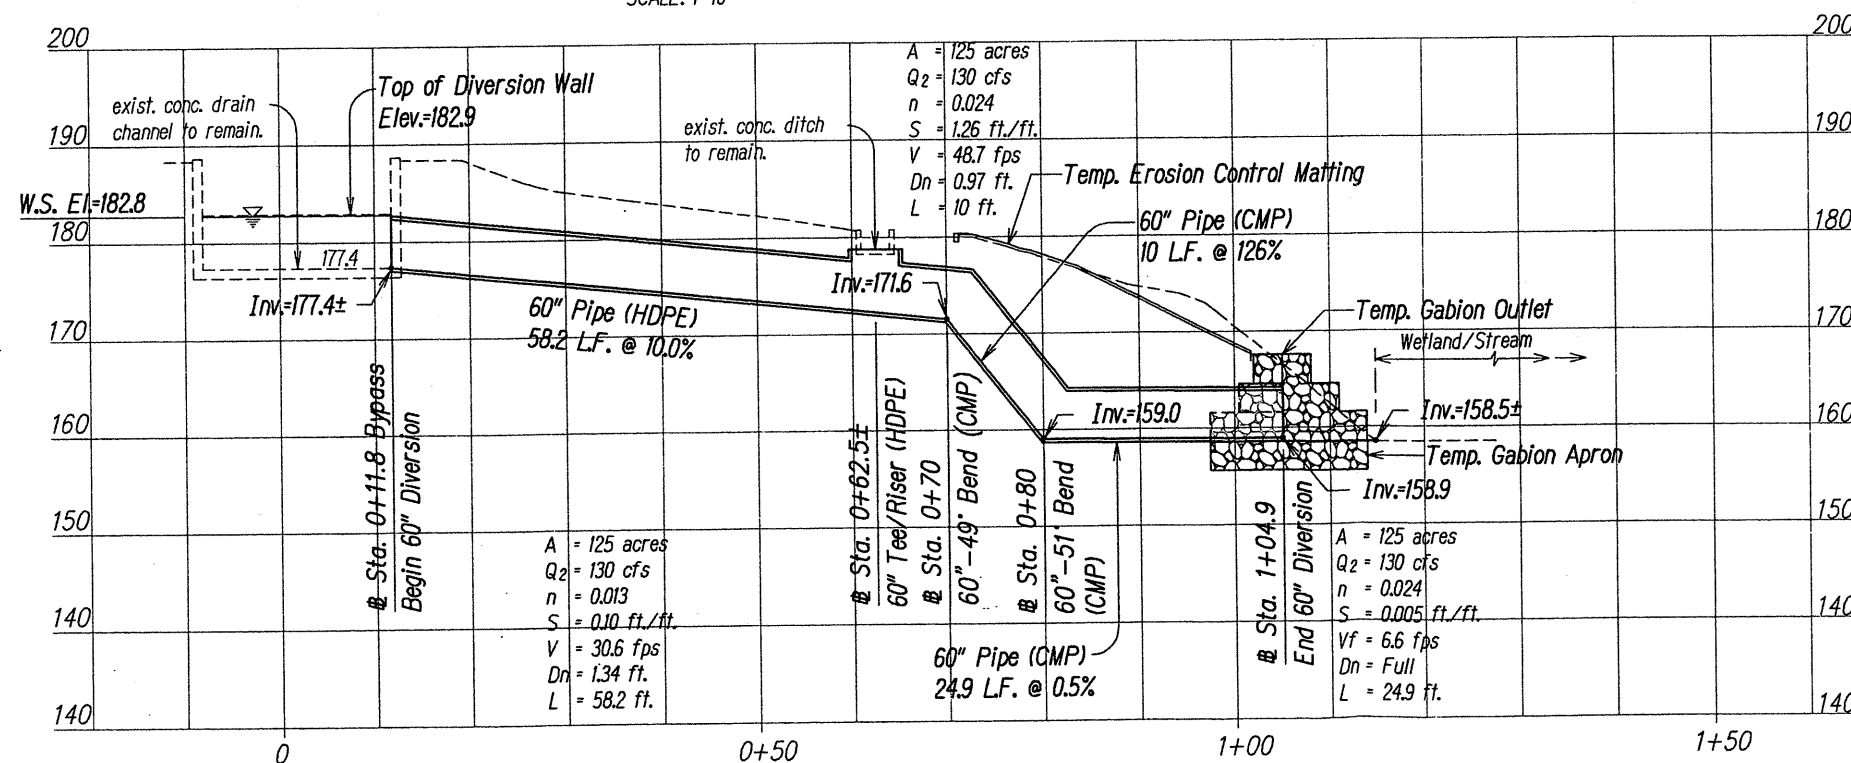 SCALE: 1"=10'
200
200
A = 125 acres
Q2 = 130 cfs
n = 0.024
S = 1.26 ft./ft.
V = 48.7 fps
Dn = 0.97 ft.
L = 10 ft.
Top of Diversion Wall
Elev.=182.9
exist. conc. drain
channel to remain.
exist. conc. ditch
to remain.
190
190
Temp. Erosion Control Matting
W.S. El.=182.8
60" Pipe (CMP)
10 L.F. @ 126%
180
180
177.4
Inv.=177.4±
Inv.=171.6
60" Pipe (HDPE)
58.2 L.F. @ 10.0%
Temp. Gabion Outlet
Wetland/Stream
170
170
Inv.=159.0
Inv.=158.5±
160
160
Temp. Gabion Apron
Inv.=158.9
℄ Sta. 0+11.8 Bypass
Begin 60" Diversion
℄ Sta. 0+62.5±
60" Tee/Riser (HDPE)
℄ Sta. 0+70
60"-49° Bend (CMP)
℄ Sta. 0+80
60"-51° Bend
(CMP)
℄ Sta. 1+04.9
End 60" Diversion
150
150
A = 125 acres
Q2 = 130 cfs
n = 0.013
S = 0.10 ft./ft.
V = 30.6 fps
Dn = 1.34 ft.
L = 58.2 ft.
A = 125 acres
Q2 = 130 cfs
n = 0.024
S = 0.005 ft./ft.
Vf = 6.6 fps
Dn = Full
L = 24.9 ft.
140
140
60" Pipe (CMP)
24.9 L.F. @ 0.5%
140
140
0
0+50
1+00
1+50